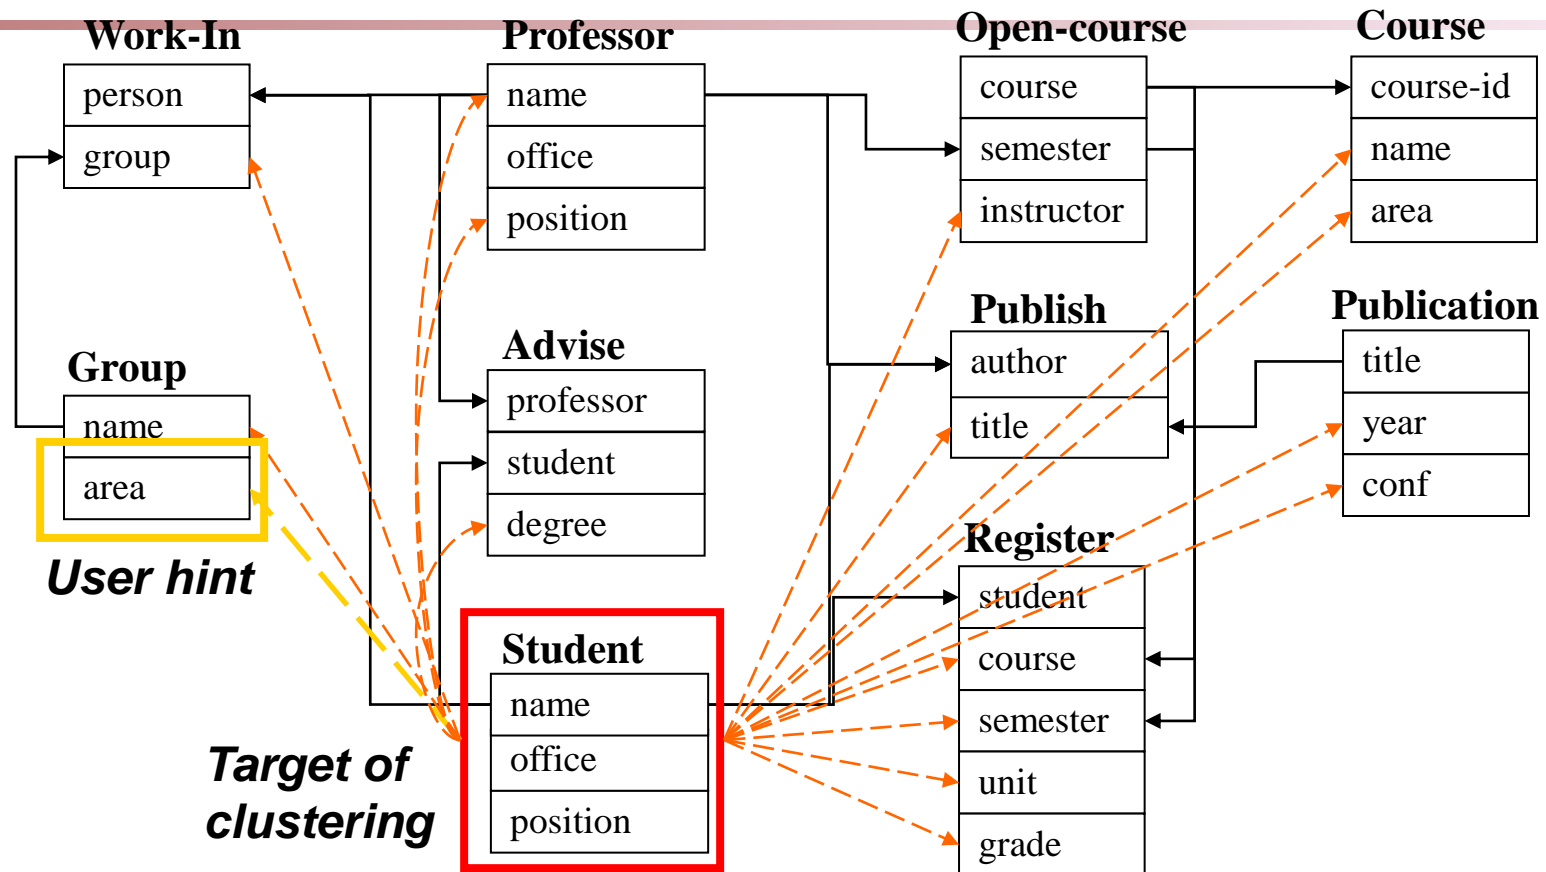 Work-In
person
group
Professor
name
office
position
Open-course
course
semester
instructor
Course
course-id
name
area
Group
name
area
User hint
Advise
professor
student
degree
Publish
author
title
Publication
title
year
conf
Target of
clustering
Student
name
office
position
Register
student
course
semester
unit
grade